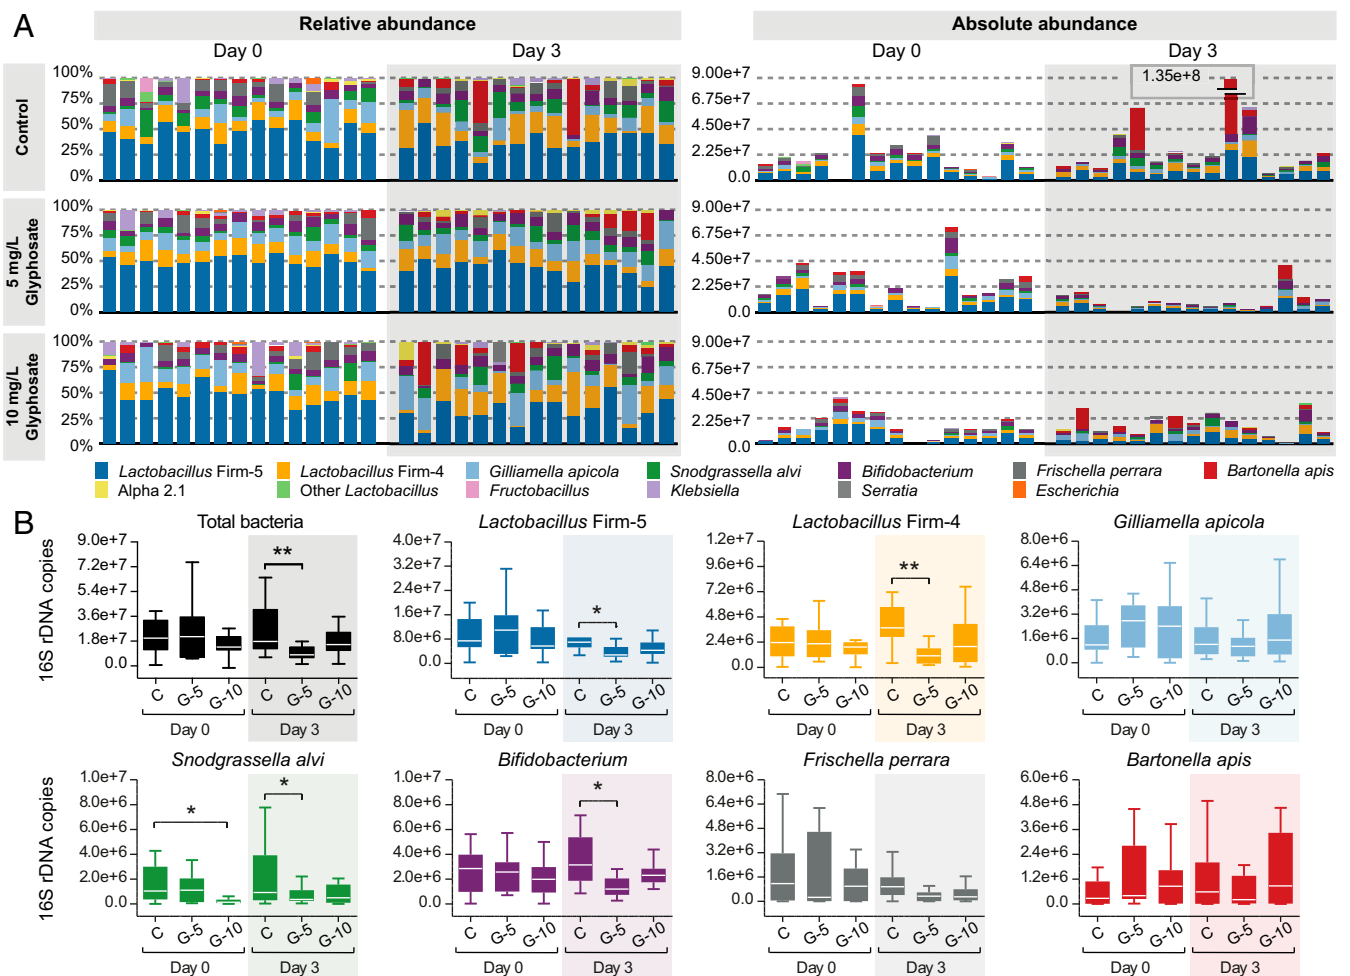 A
Relative abundance
Absolute abundance
Day 0
Day 3
Day 0
Day 3
Control
100%
75%
50%
25%
0%
9.00e+7
6.75e+7
4.50e+7
2.25e+7
0.0
1.35e+8
5 mg/L
Glyphosate
100%
75%
50%
25%
0%
9.00e+7
6.75e+7
4.50e+7
2.25e+7
0.0
10 mg/L
Glyphosate
100%
75%
50%
25%
0%
9.00e+7
6.75e+7
4.50e+7
2.25e+7
0.0
Lactobacillus Firm-5
Lactobacillus Firm-4
Gilliamella apicola
Snodgrassella alvi
Bifidobacterium
Frischella perrara
Bartonella apis
Alpha 2.1
Other Lactobacillus
Fructobacillus
Klebsiella
Serratia
Escherichia
B
16S rDNA copies
Total bacteria
9.0e+7
7.2e+7
5.4e+7
3.6e+7
1.8e+7
0.0
**
C G-5 G-10 C G-5 G-10
Day 0 Day 3
Lactobacillus Firm-5
4.0e+7
3.2e+7
2.4e+7
1.6e+7
8.0e+6
0.0
*
C G-5 G-10 C G-5 G-10
Day 0 Day 3
Lactobacillus Firm-4
1.2e+7
9.6e+6
7.2e+6
4.8e+6
2.4e+6
0.0
**
C G-5 G-10 C G-5 G-10
Day 0 Day 3
Gilliamella apicola
8.0e+6
6.4e+6
4.8e+6
3.2e+6
1.6e+6
0.0
C G-5 G-10 C G-5 G-10
Day 0 Day 3
16S rDNA copies
Snodgrassella alvi
1.0e+7
8.0e+6
6.0e+6
4.0e+6
2.0e+6
0.0
*
*
C G-5 G-10 C G-5 G-10
Day 0 Day 3
Bifidobacterium
1.0e+7
8.0e+6
6.0e+6
4.0e+6
2.0e+6
0.0
*
C G-5 G-10 C G-5 G-10
Day 0 Day 3
Frischella perrara
8.0e+6
6.4e+6
4.8e+6
3.2e+6
1.6e+6
0.0
C G-5 G-10 C G-5 G-10
Day 0 Day 3
Bartonella apis
6.0e+6
4.8e+6
3.6e+6
2.4e+6
1.2e+6
0.0
C G-5 G-10 C G-5 G-10
Day 0 Day 3